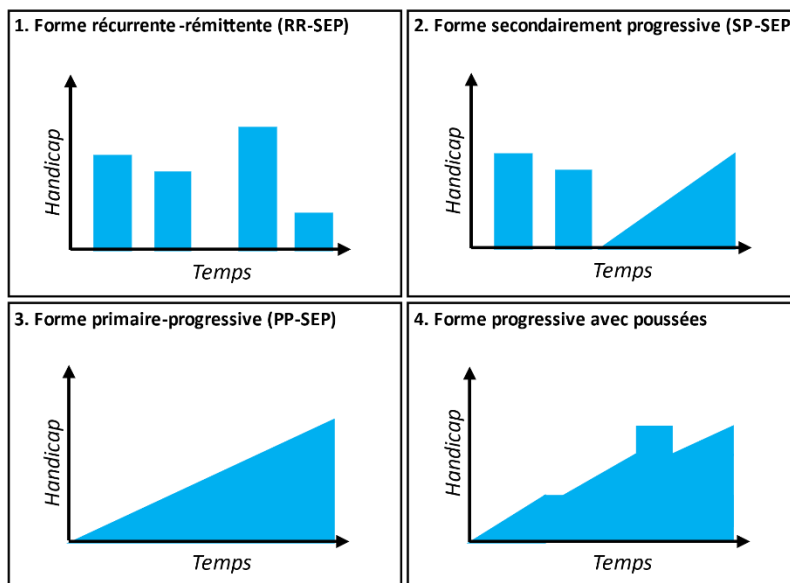 1. Forme récurrente-rémittente (RR-SEP)
Handicap
Temps
2. Forme secondairement progressive (SP-SEP
Handicap
Temps
3. Forme primaire-progressive (PP-SEP)
Handicap
Temps
4. Forme progressive avec poussées
Handicap
Temps